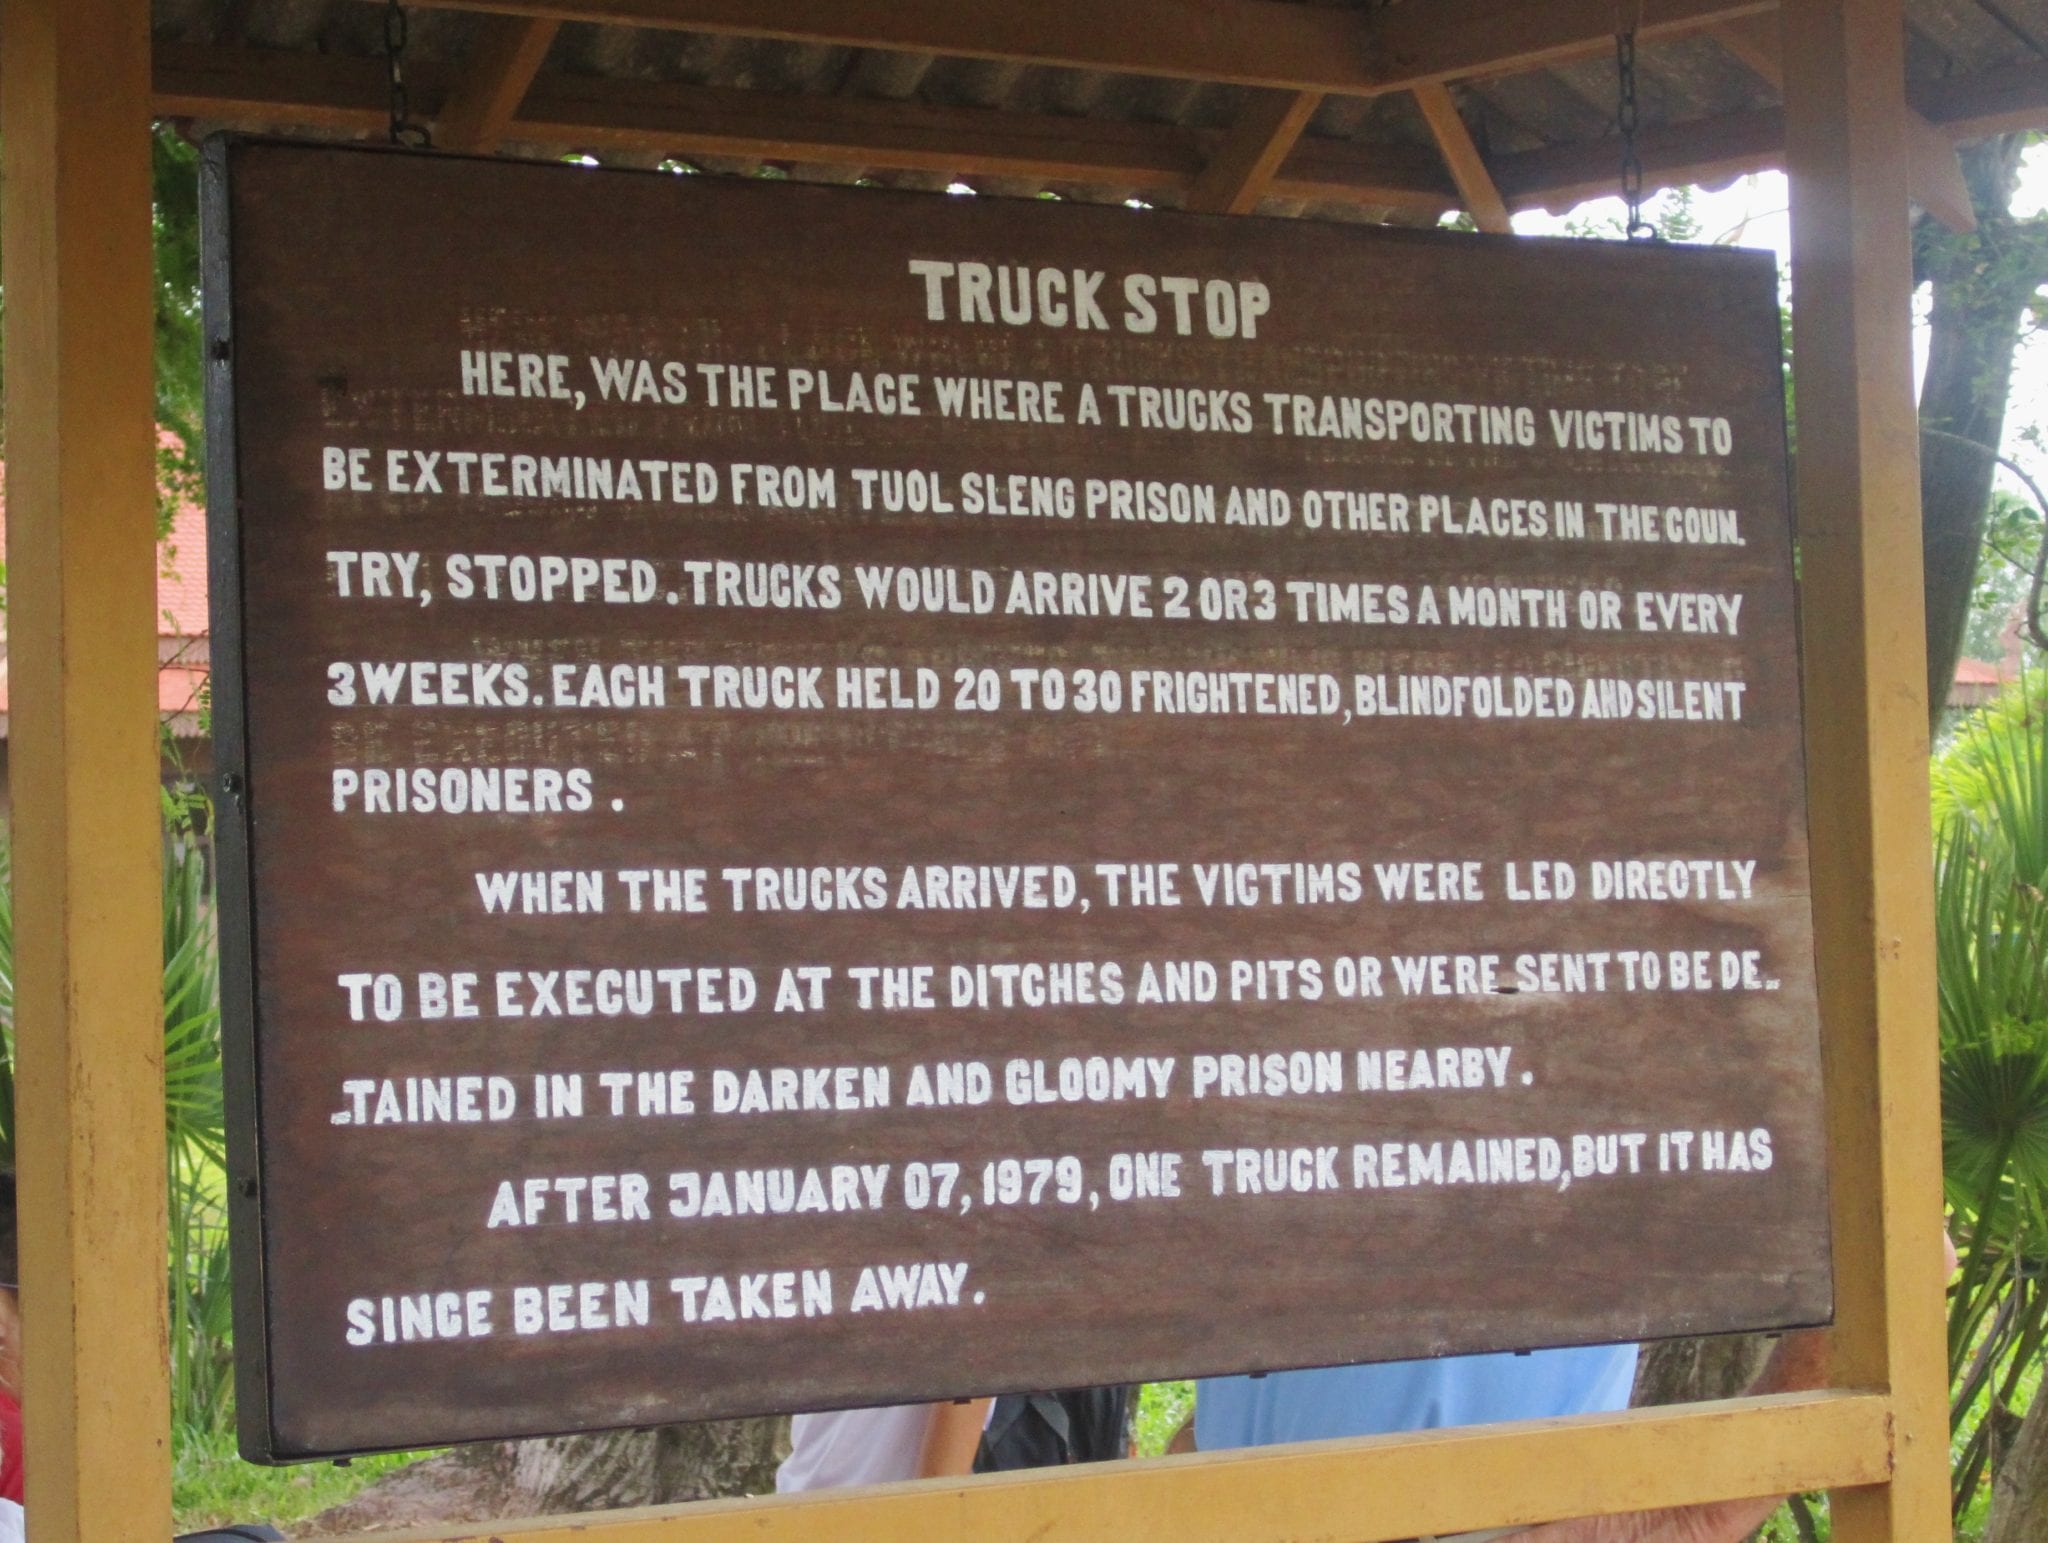 TRUCK STOP
HERE, WAS THE PLACE WHERE A TRUCKS TRANSPORTING VICTIMS TO
BE EXTERMINATED FROM TUOL SLENG PRISON AND OTHER PLACES IN THE COUN.
TRY, STOPPED. TRUCKS WOULD ARRIVE 2 OR 3 TIMES A MONTH OR EVERY
3 WEEKS. EACH TRUCK HELD 20 TO 30 FRIGHTENED, BLINDFOLDED AND SILENT
PRISONERS.
WHEN THE TRUCKS ARRIVED, THE VICTIMS WERE LED DIRECTLY
TO BE EXECUTED AT THE DITCHES AND PITS OR WERE SENT TO BE DE-
-TAINED IN THE DARKEN AND GLOOMY PRISON NEARBY.
AFTER JANUARY 07, 1979, ONE TRUCK REMAINED, BUT IT HAS
SINCE BEEN TAKEN AWAY.